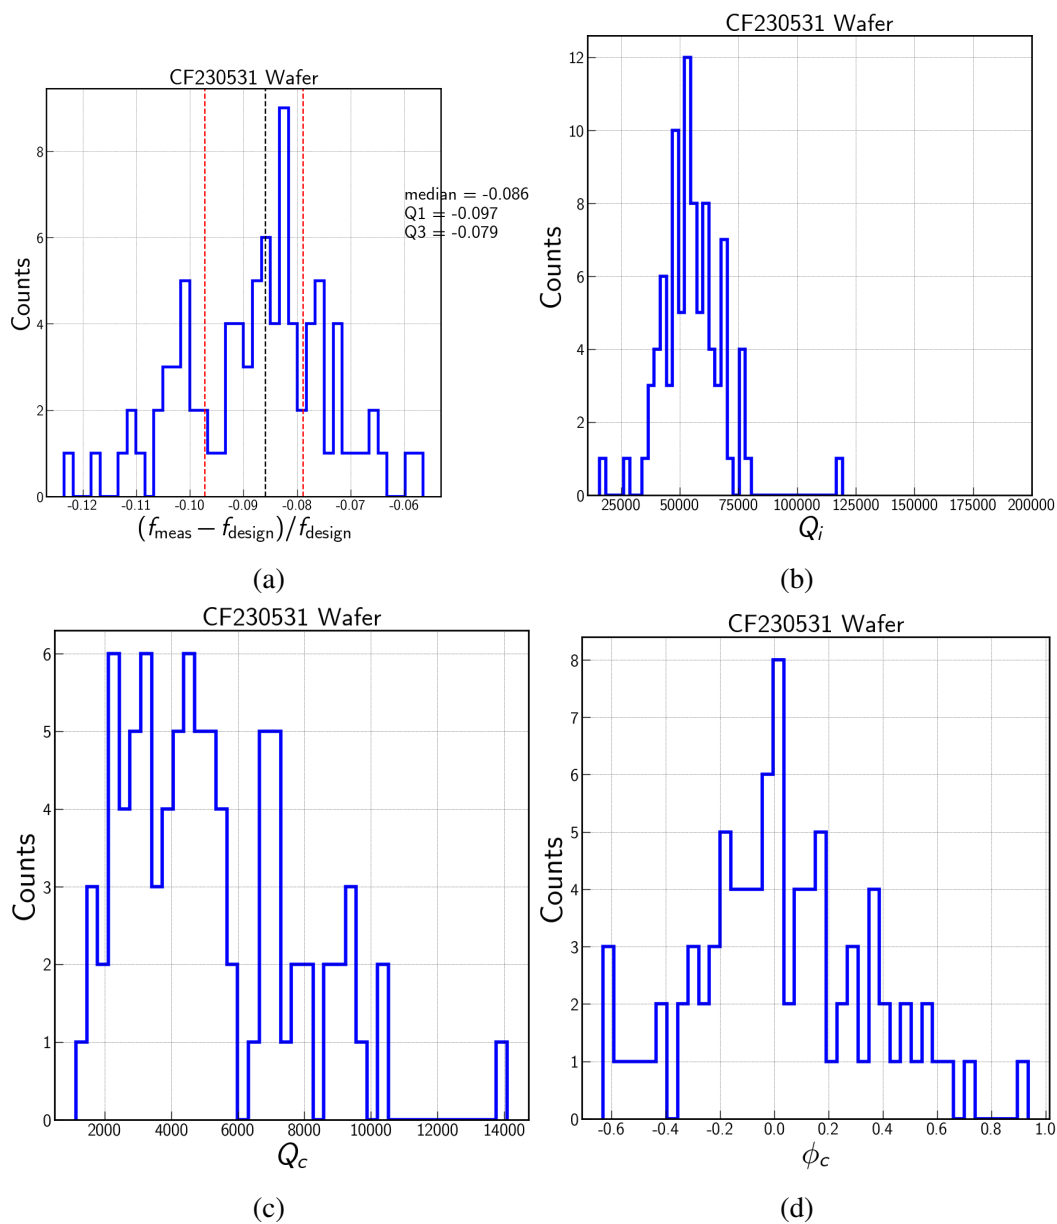 CF230531 Wafer
8
6
4
2
0
Counts
median = -0.086
Q1 = -0.097
Q3 = -0.079
-0.12 -0.11 -0.10 -0.09 -0.08 -0.07 -0.06
(f_meas − f_design)/f_design
(a)
CF230531 Wafer
12
10
8
6
4
2
0
Counts
25000 50000 75000 100000 125000 150000 175000 200000
Q_i
(b)
CF230531 Wafer
6
5
4
3
2
1
0
Counts
2000 4000 6000 8000 10000 12000 14000
Q_c
(c)
CF230531 Wafer
8
7
6
5
4
3
2
1
0
Counts
-0.6 -0.4 -0.2 0.0 0.2 0.4 0.6 0.8 1.0
ϕ_c
(d)